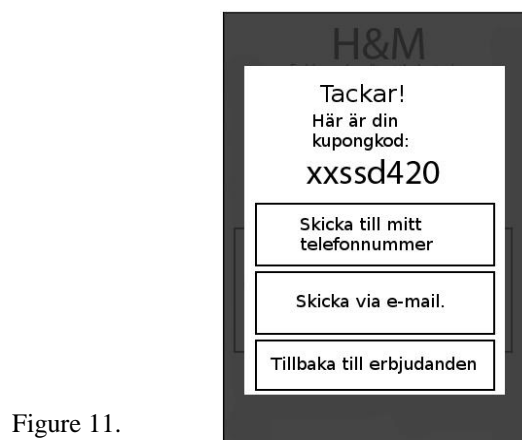 H&M
Tackar!
Här är din
kupongkod:
xxssd420
Skicka till mitt
telefonnummer
Skicka via e-mail.
Tillbaka till erbjudanden
Figure 11.